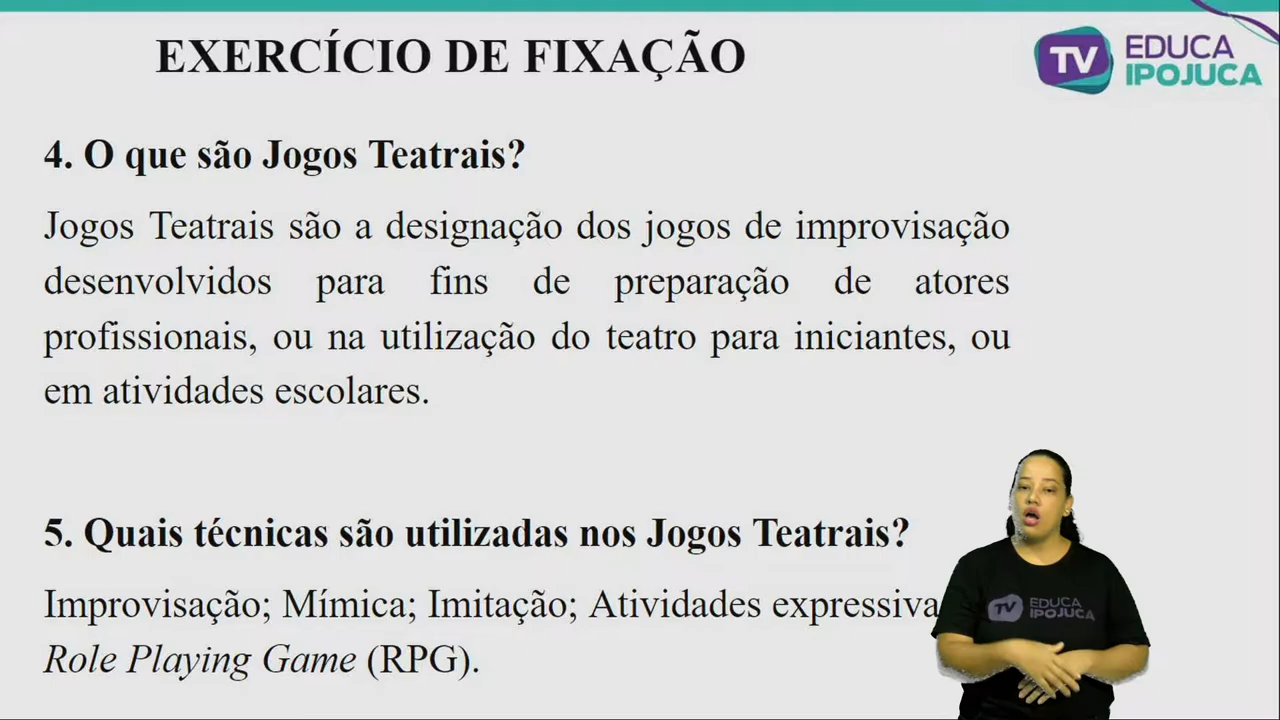 EXERCÍCIO DE FIXAÇÃO
TV EDUCA
IPOJUCA
4. O que são Jogos Teatrais?
Jogos Teatrais são a designação dos jogos de improvisação
desenvolvidos para fins de preparação de atores
profissionais, ou na utilização do teatro para iniciantes, ou
em atividades escolares.
5. Quais técnicas são utilizadas nos Jogos Teatrais?
Improvisação; Mímica; Imitação; Atividades expressiva
Role Playing Game (RPG).
TV EDUCA
IPOJUCA